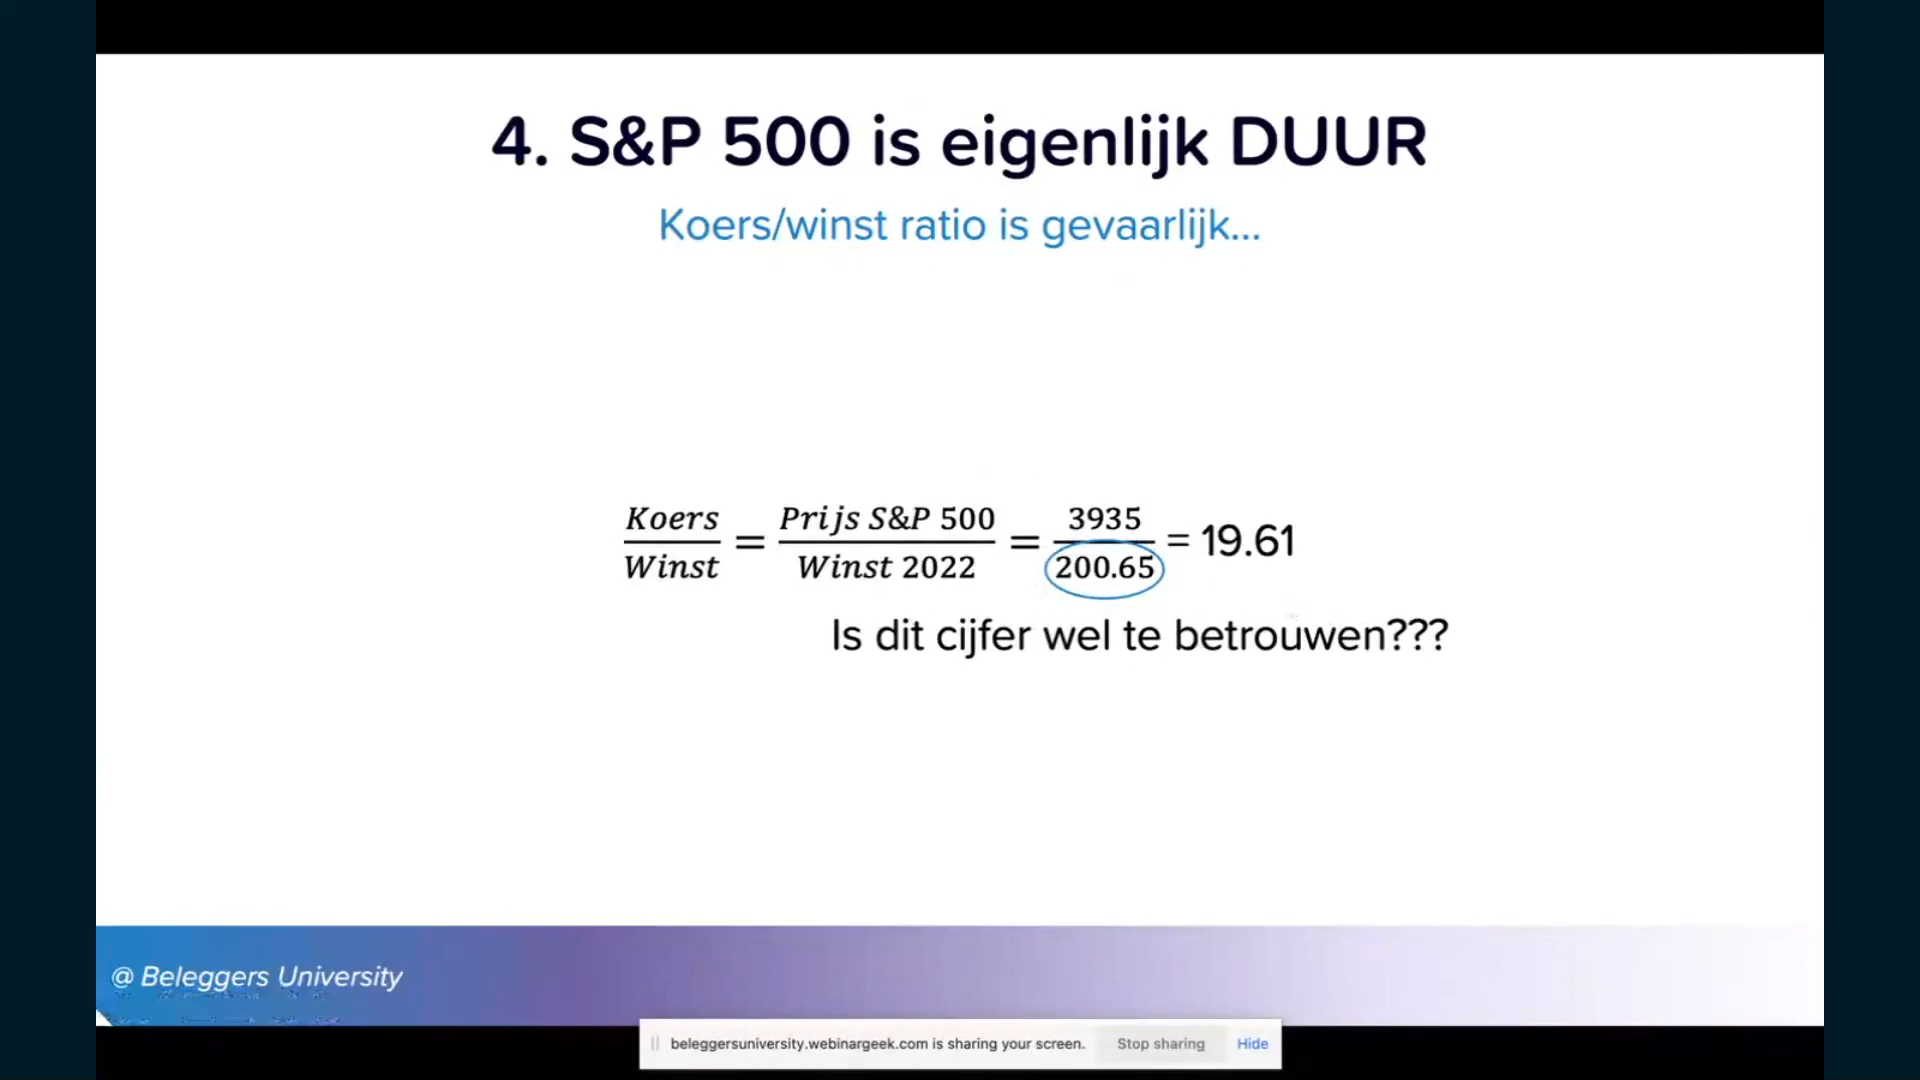 4. S&P 500 is eigenlijk DUUR
Koers/winst ratio is gevaarlijk...
Koers/Winst = Prijs S&P 500/Winst 2022 = 3935/200.65 = 19.61
Is dit cijfer wel te betrouwen???
@ Beleggers University
beleggersuniversity.webinargeek.com is sharing your screen. Stop sharing Hide